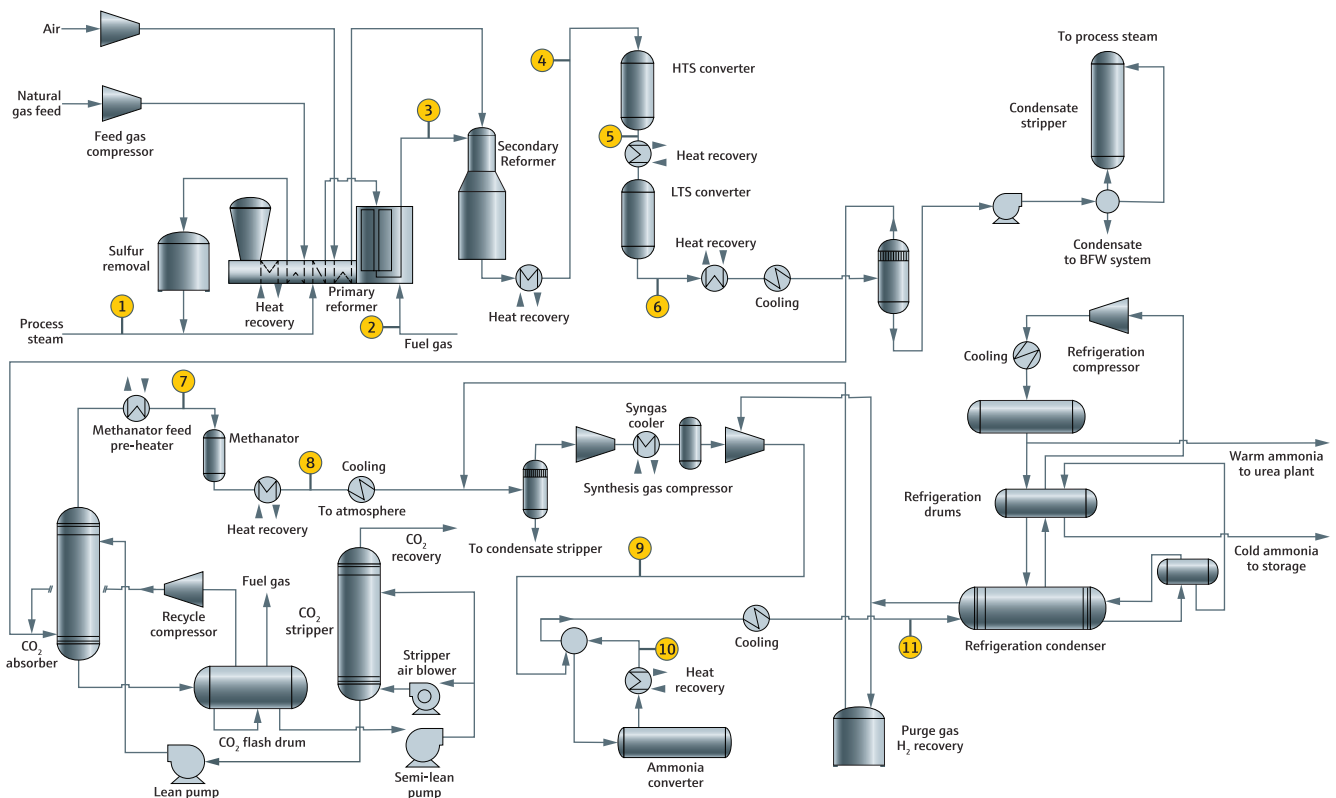 Air
Natural
gas feed
Feed gas
compressor
Sulfur
removal
1
Process
steam
Heat
recovery
Primary
reformer
2
Fuel gas
3
Secondary
Reformer
Heat recovery
4
HTS converter
5
Heat recovery
LTS converter
Heat recovery
6
Cooling
To process steam
Condensate
stripper
Condensate
to BFW system
Cooling
Refrigeration
compressor
Warm ammonia
to urea plant
Refrigeration
drums
Cold ammonia
to storage
Refrigeration condenser
7
Methanator feed
pre-heater
Methanator
8
Heat recovery
Cooling
To atmosphere
Syngas
cooler
Synthesis gas compressor
To condensate stripper
CO2
recovery
9
Fuel gas
Recycle
compressor
CO2
absorber
CO2
stripper
Stripper
air blower
CO2 flash drum
Lean pump
Semi-lean
pump
Cooling
10
11
Heat
recovery
Ammonia
converter
Purge gas
H2 recovery